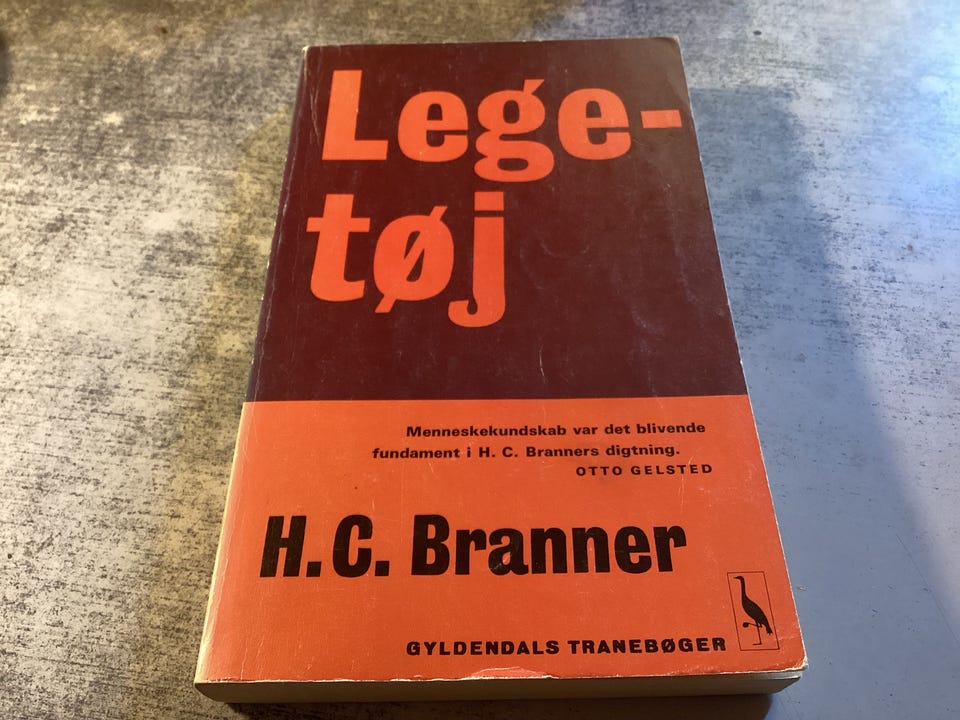 Lege-
tøj
Menneskekundskab var det blivende
fundament i H. C. Branners digtning.
OTTO GELSTED
H.C. Branner
GYLDENDALS TRANEBØGER